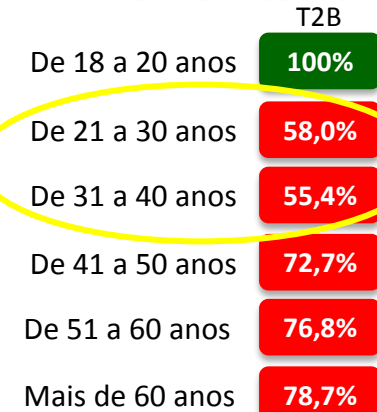 T2B
De 18 a 20 anos 100%
De 21 a 30 anos 58,0%
De 31 a 40 anos 55,4%
De 41 a 50 anos 72,7%
De 51 a 60 anos 76,8%
Mais de 60 anos 78,7%